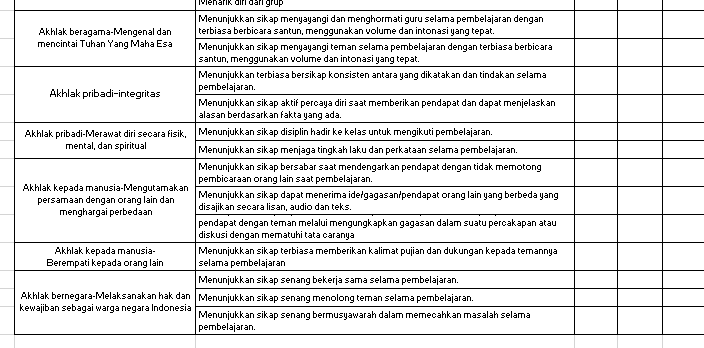 Menarik diri dari grup
Akhlak beragama-Mengenal dan
mencintai Tuhan Yang Maha Esa
Menunjukkan sikap menyayangi dan menghormati guru selama pembelajaran dengan
terbiasa berbicara santun, menggunakan volume dan intonasi yang tepat.
Menunjukkan sikap menyayangi teman selama pembelajaran dengan terbiasa berbicara
santun, menggunakan volume dan intonasi yang tepat.
Akhlak pribadi-integritas
Menunjukkan terbiasa bersikap konsisten antara yang dikatakan dan tindakan selama
pembelajaran.
Menunjukkan sikap aktif percaya diri saat memberikan pendapat dan dapat menjelaskan
alasan berdasarkan fakta yang ada.
Akhlak pribadi-Merawat diri secara fisik,
mental, dan spiritual
Menunjukkan sikap disiplin hadir ke kelas untuk mengikuti pembelajaran.
Menunjukkan sikap menjaga tingkah laku dan perkataan selama pembelajaran.
Akhlak kepada manusia-Mengutamakan
persamaan dengan orang lain dan
menghargai perbedaan
Menunjukkan sikap bersabar saat mendengarkan pendapat dengan tidak memotong
pembicaraan orang lain saat pembelajaran.
Menunjukkan sikap dapat menerima ide/gagasan/pendapat orang lain yang berbeda yang
disajikan secara lisan, audio dan teks.
pendapat dengan teman melalui mengungkapkan gagasan dalam suatu percakapan atau
diskusi dengan mematuhi tata caranya
Akhlak kepada manusia-
Berempati kepada orang lain
Menunjukkan sikap terbiasa memberikan kalimat pujian dan dukungan kepada temannya
selama pembelajaran
Akhlak bernegara-Melaksanakan hak dan
kewajiban sebagai warga negara Indonesia
Menunjukkan sikap senang bekerja sama selama pembelajaran.
Menunjukkan sikap senang menolong teman selama pembelajaran.
Menunjukkan sikap senang bermusyawarah dalam memecahkan masalah selama
pembelajaran.